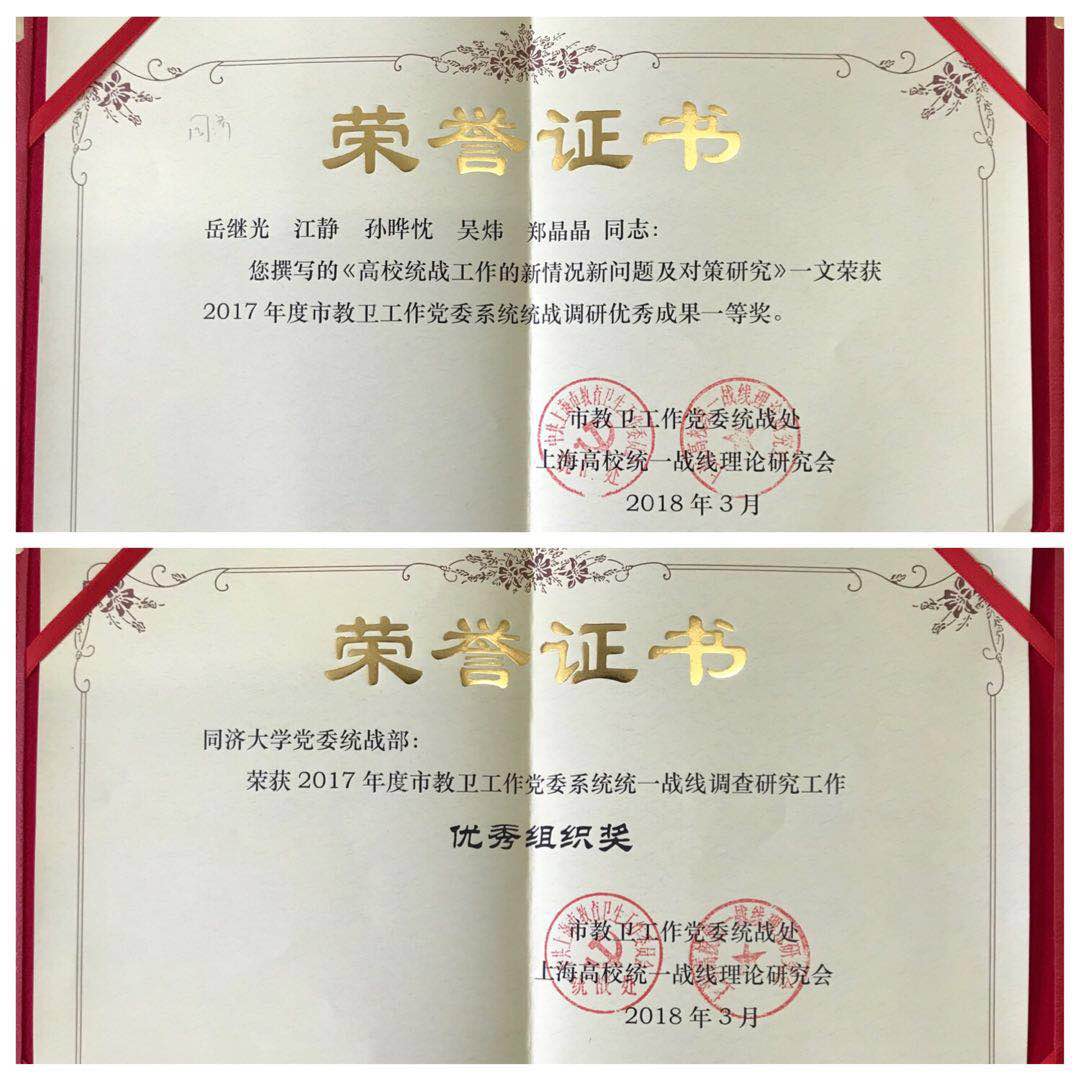 荣誉证书
同济
岳继光 江静 孙晔忱 吴炜 郑晶晶 同志：
您撰写的《高校统战工作的新情况新问题及对策研究》一文荣获
2017年度市教卫工作党委系统统战调研优秀成果一等奖。
市教卫工作党委统战处
上海高校统一战线理论研究会
2018年3月
荣誉证书
同济大学党委统战部：
荣获2017年度市教卫工作党委系统统一战线调查研究工作
优秀组织奖
市教卫工作党委统战处
上海高校统一战线理论研究会
2018年3月